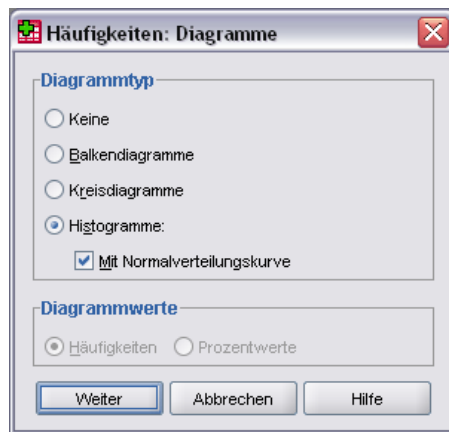 Häufigkeiten: Diagramme
Diagrammtyp
Keine
Balkendiagramme
Kreisdiagramme
Histogramme:
Mit Normalverteilungskurve
Diagrammwerte
Häufigkeiten Prozentwerte
Weiter Abbrechen Hilfe